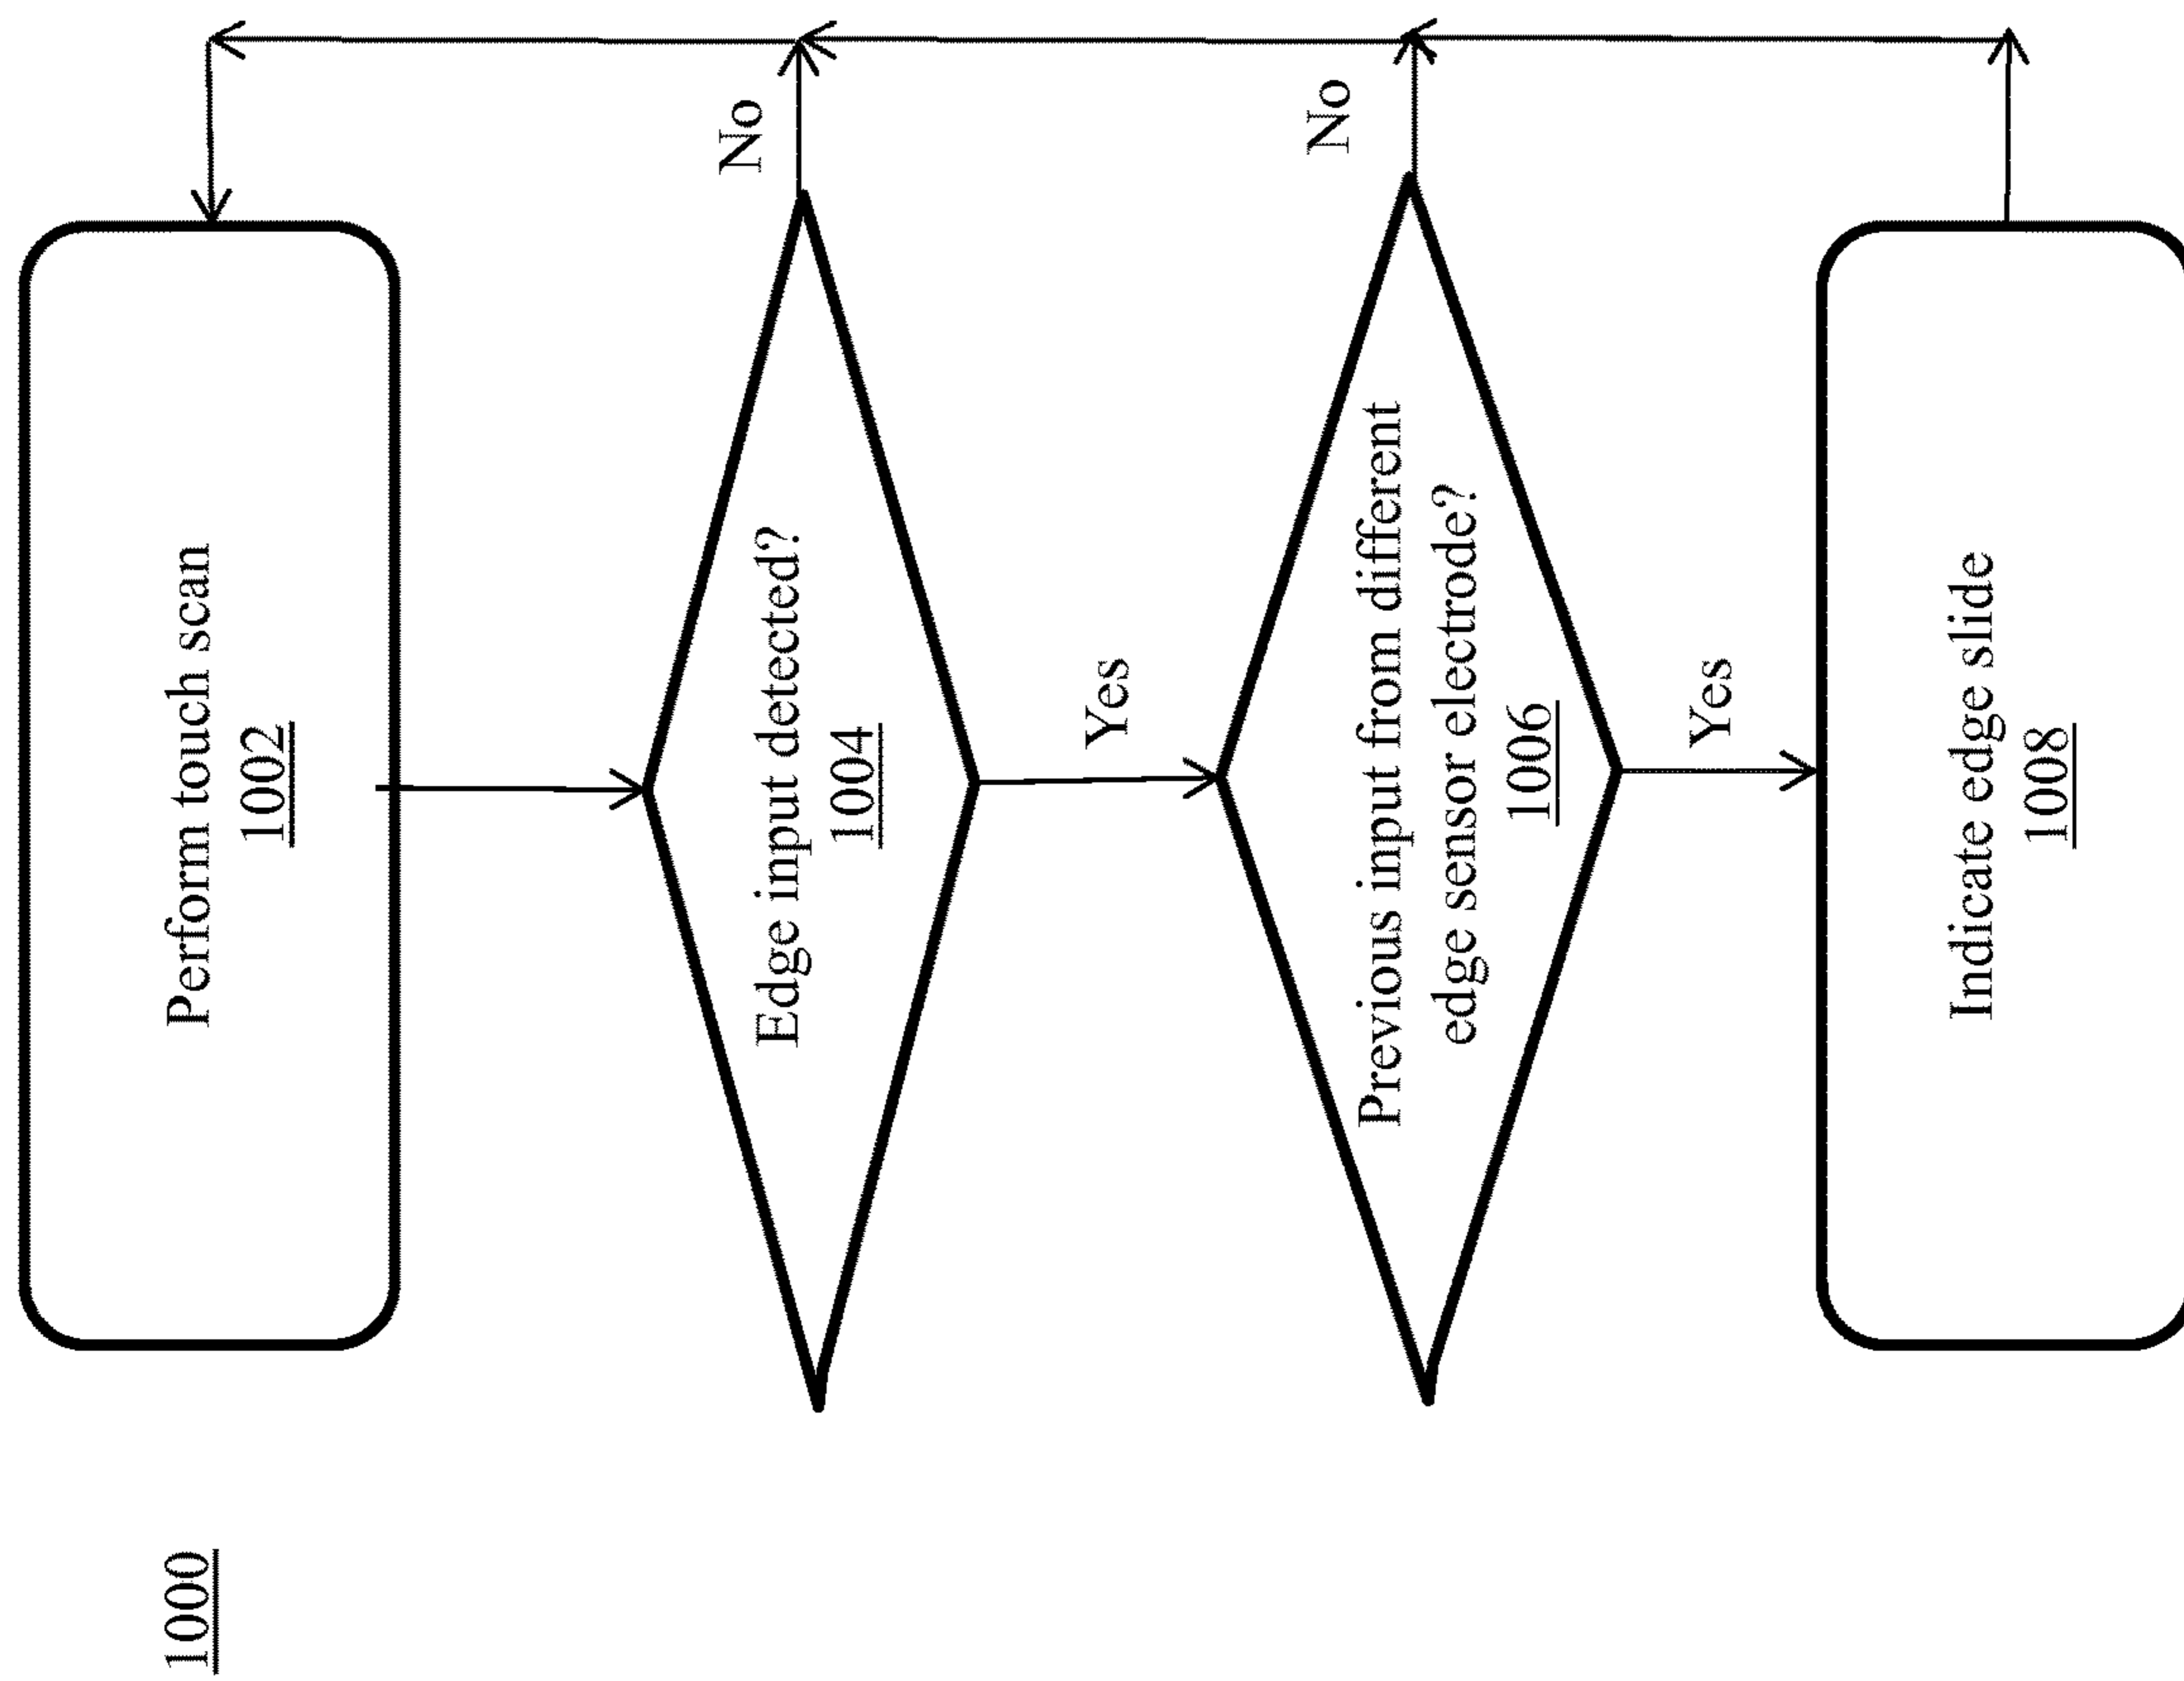 1000
Perform touch scan
1002
Edge input detected?
1004
No
Yes
Previous input from different
edge sensor electrode?
1006
No
Yes
Indicate edge slide
1008